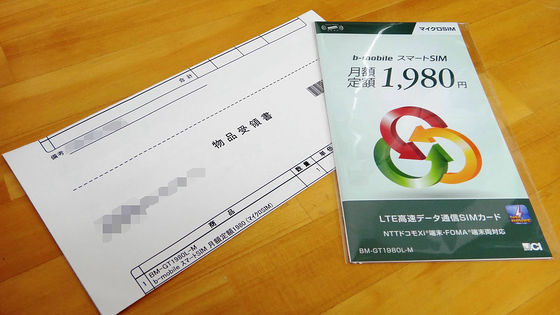 合計
備考
物品受領書
商品
数量
単位
1
BM-GT1980L-M
b-mobile スマートSIM 月額定額1980 (マイクロSIM)
1
マイクロSIM
b-mobile スマートSIM
月額
定額 1,980円
LTE高速データ通信SIMカード
NTTドコモXi®端末・FOMA®端末両対応
BM-GT1980L-M